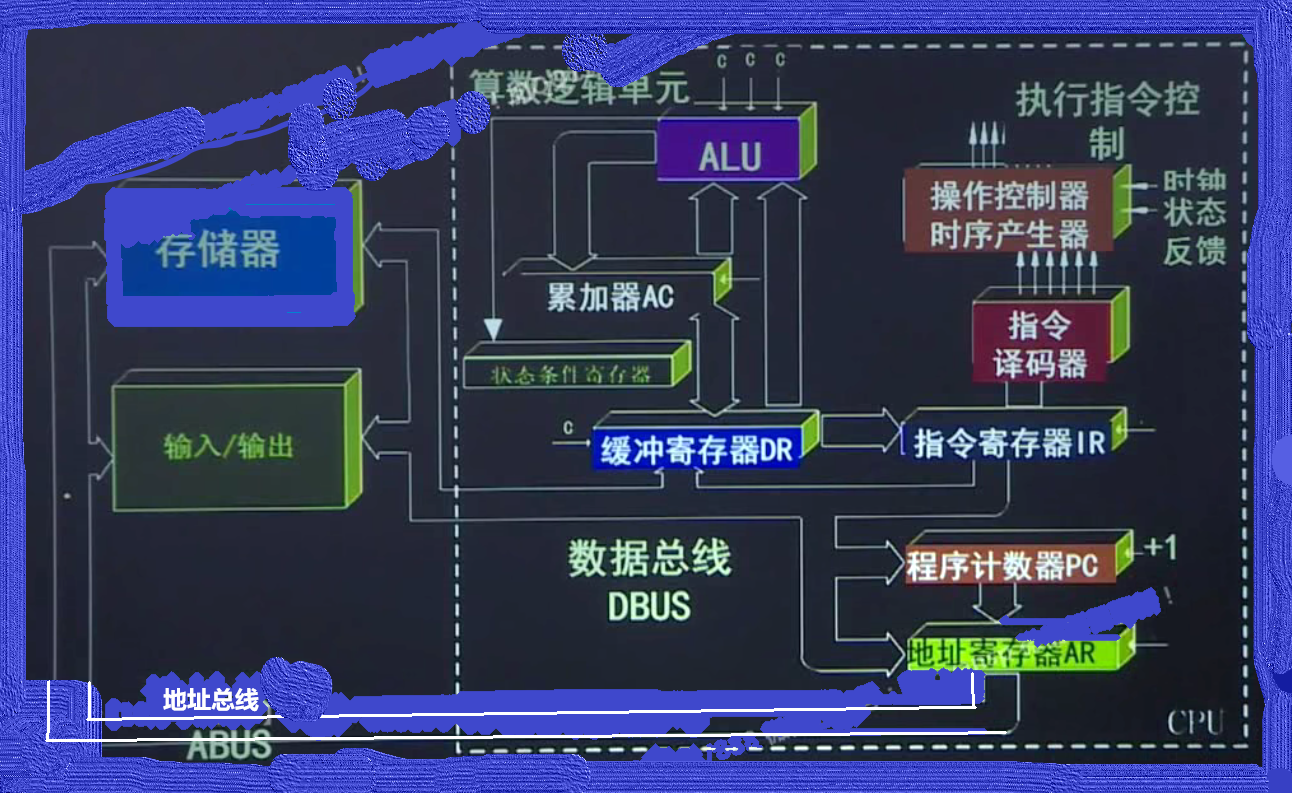 算数逻辑单元
C C C
执行指令控
制
ALU
操作控制器
时序产生器
时钟
状态
反馈
存储器
累加器AC
指令
译码器
状态条件寄存器
输入/输出
C
缓冲寄存器DR
指令寄存器IR
数据总线
DBUS
程序计数器PC
+1
地址寄存器AR
地址总线
ABUS
CPU